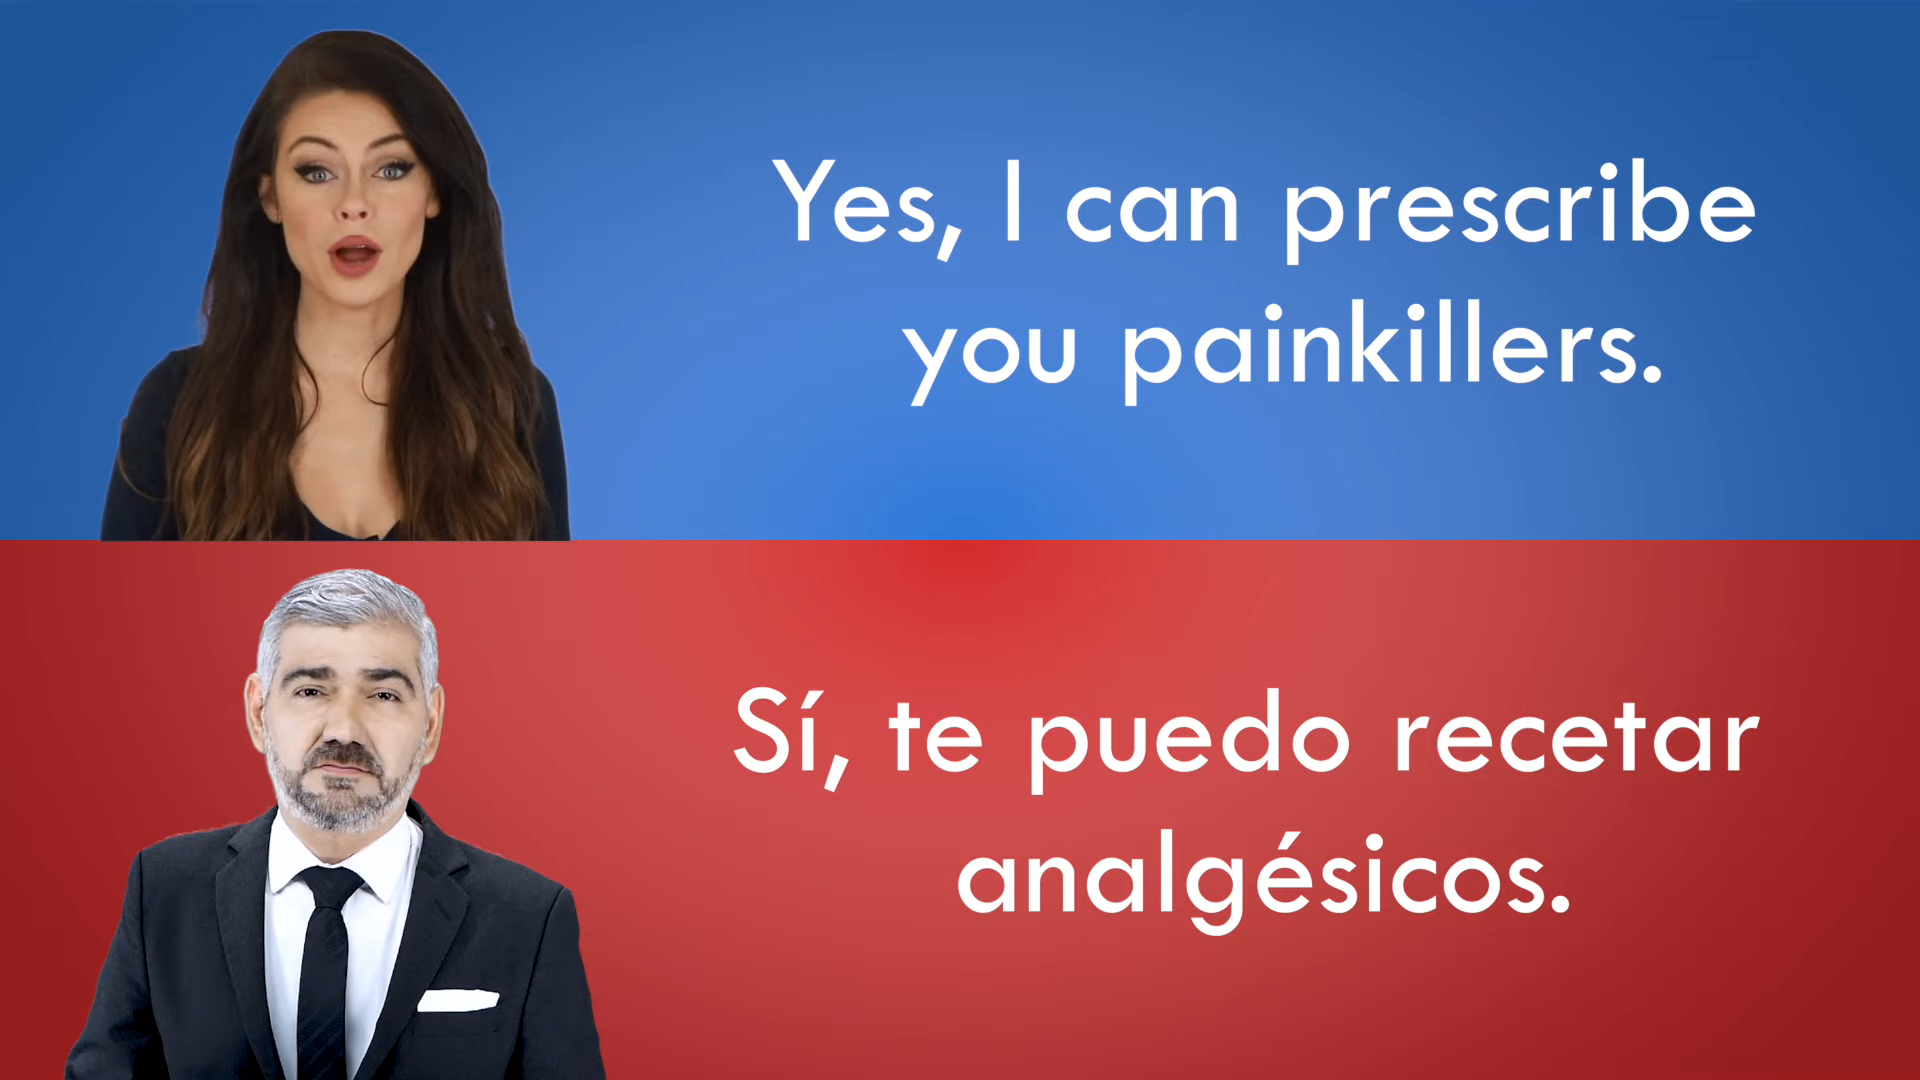 Yes, I can prescribe
you painkillers.
Sí, te puedo recetar
analgésicos.